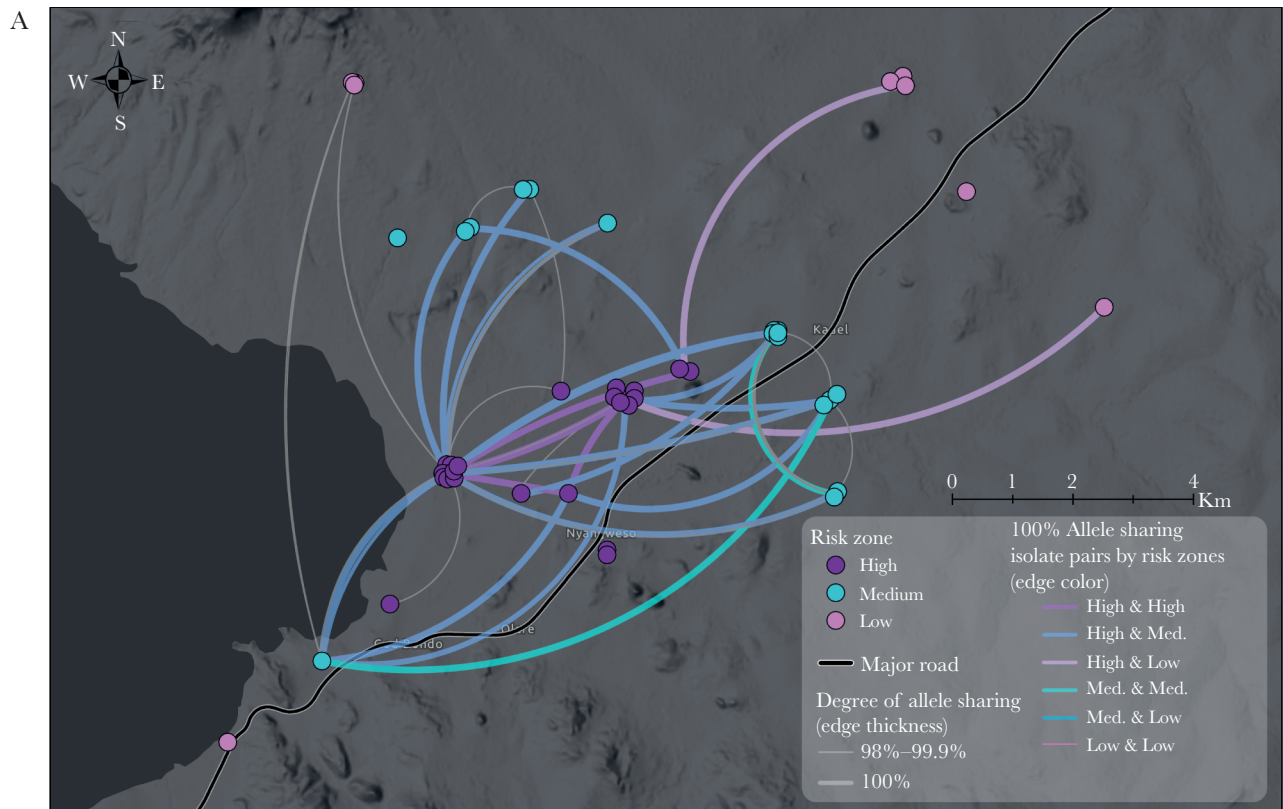 A
N
W E
S
Kadel
0 1 2 4
Km
Nyamweso
Olare
Risk zone
High
Medium
Low
Major road
Degree of allele sharing
(edge thickness)
98%–99.9%
100%
100% Allele sharing
isolate pairs by risk zones
(edge color)
High & High
High & Med.
High & Low
Med. & Med.
Med. & Low
Low & Low